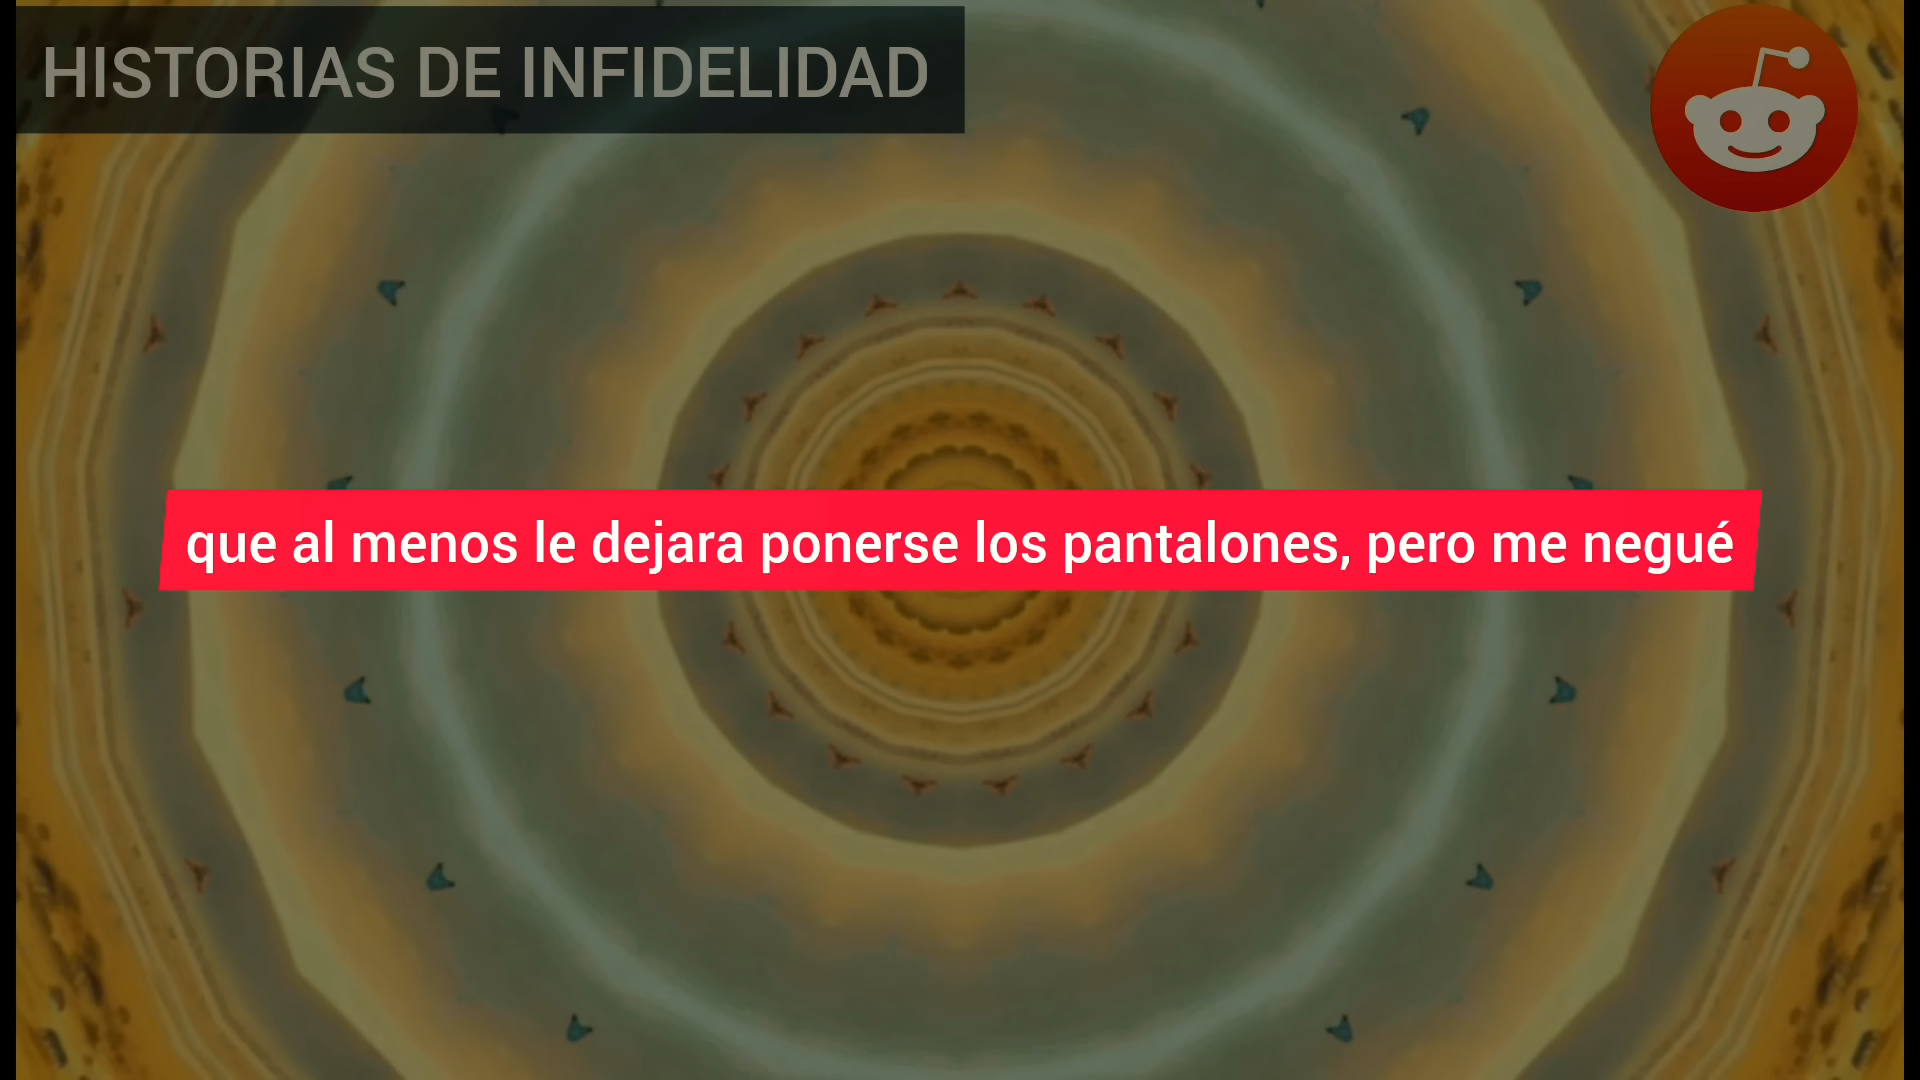 HISTORIAS DE INFIDELIDAD
que al menos le dejara ponerse los pantalones, pero me negué